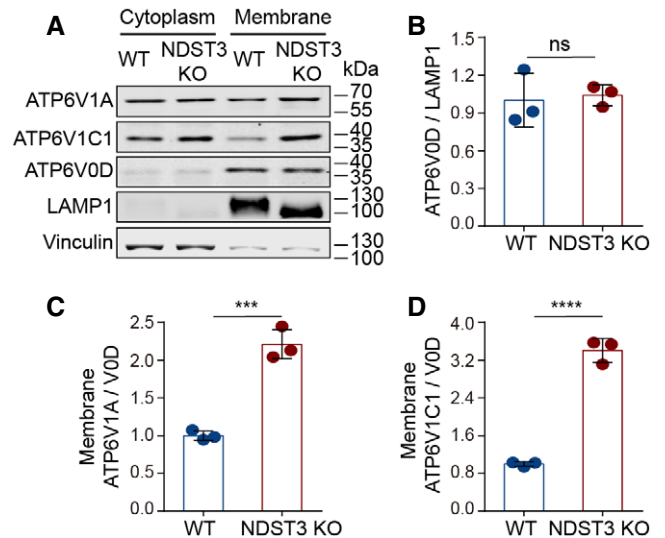 A
Cytoplasm Membrane
WT NDST3 KO WT NDST3 KO kDa
ATP6V1A
70
55
ATP6V1C1
40
35
ATP6V0D
40
35
LAMP1
130
100
Vinculin
130
100
B
ATP6V0D / LAMP1
1.5
1.2
0.9
0.6
0.3
0.0
ns
WT NDST3 KO
C
Membrane
ATP6V1A / V0D
2.5
2.0
1.5
1.0
0.5
0.0
***
WT NDST3 KO
D
Membrane
ATP6V1C1 / V0D
4.0
3.2
2.4
1.6
0.8
0.0
****
WT NDST3 KO